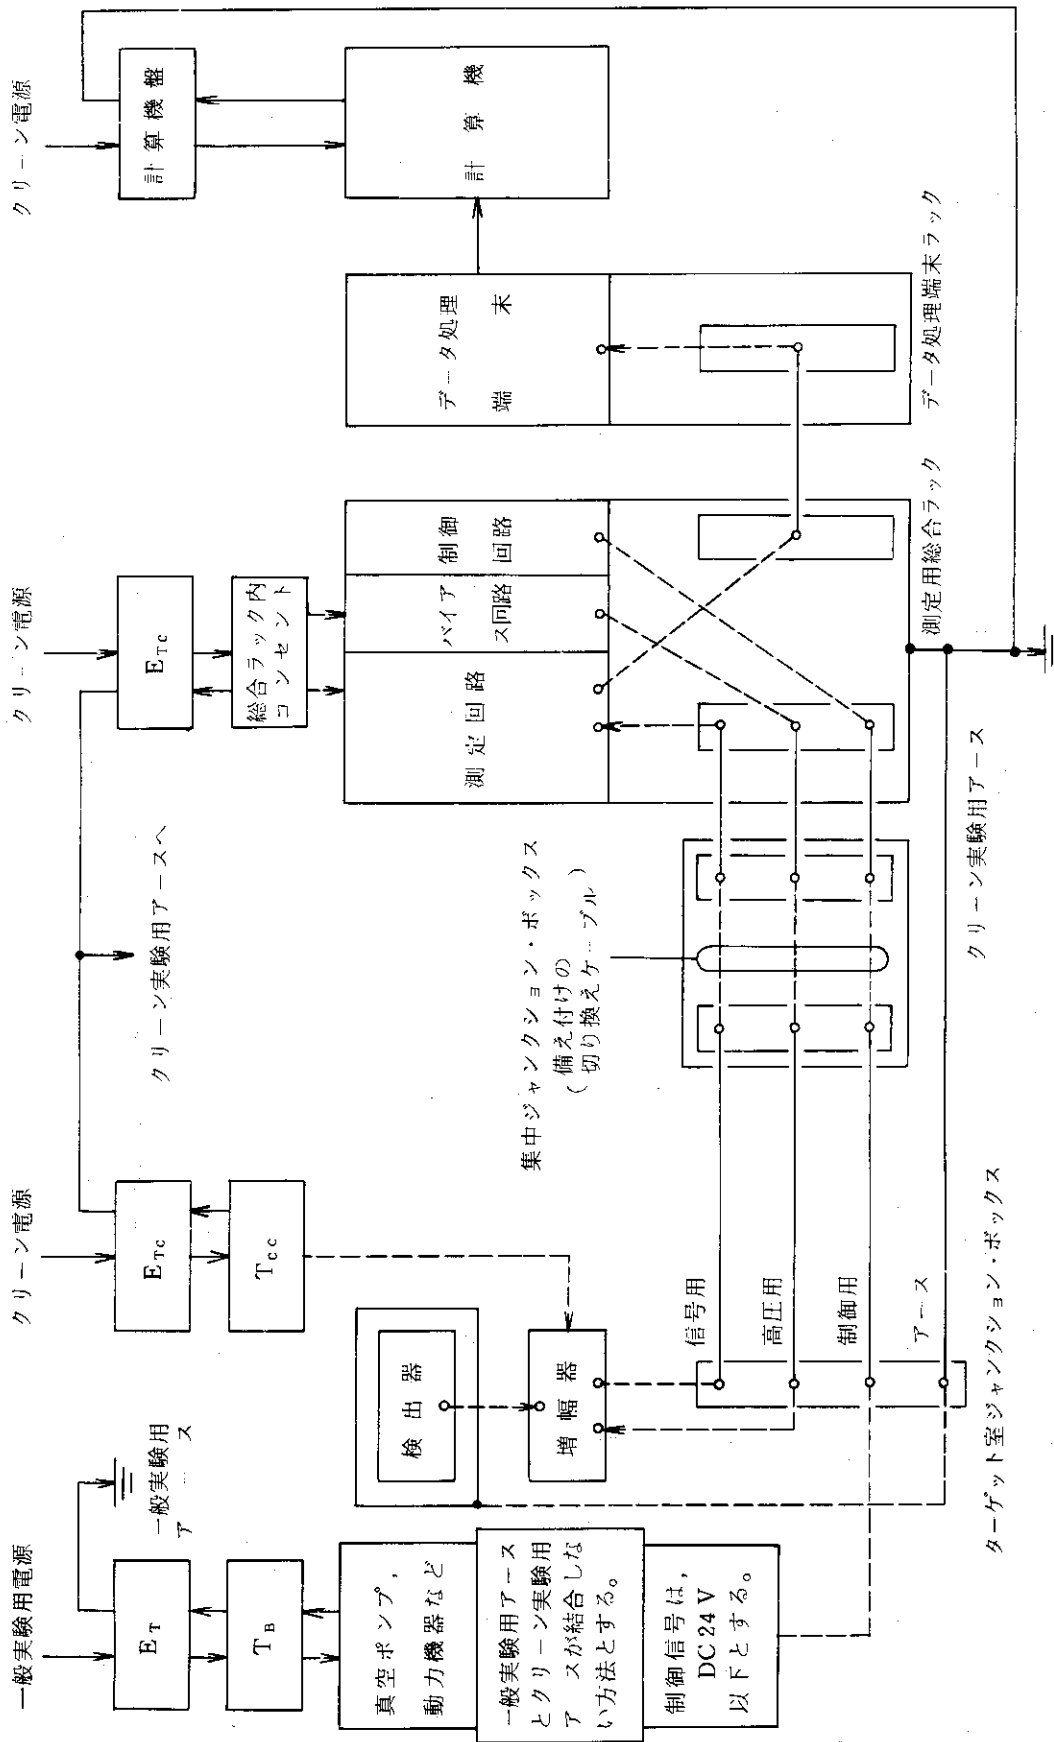 一般実験用電源
E_T
T_B
一般実験用
アース
真空ポンプ,
動力機器など
一般実験用アース
とクリーン実験用
アースが結合しな
い方法とする。
制御信号は,
DC24V
以下とする。
クリーン電源
E_Tc
T_cc
検出器
増幅器
信号用
高圧用
制御用
アース
ターゲット室ジャンクション・ボックス
クリーン実験用アースへ
集中ジャンクション・ボックス
(備え付けの
切り換えケーブル)
クリーン電源
E_Tc
総合ラック内
コンセント
測定回路
バイア
ス回路
制御
回路
測定用総合ラック
クリーン実験用アース
データ処理
端末
データ処理端末ラック
クリーン電源
計算機盤
計算機